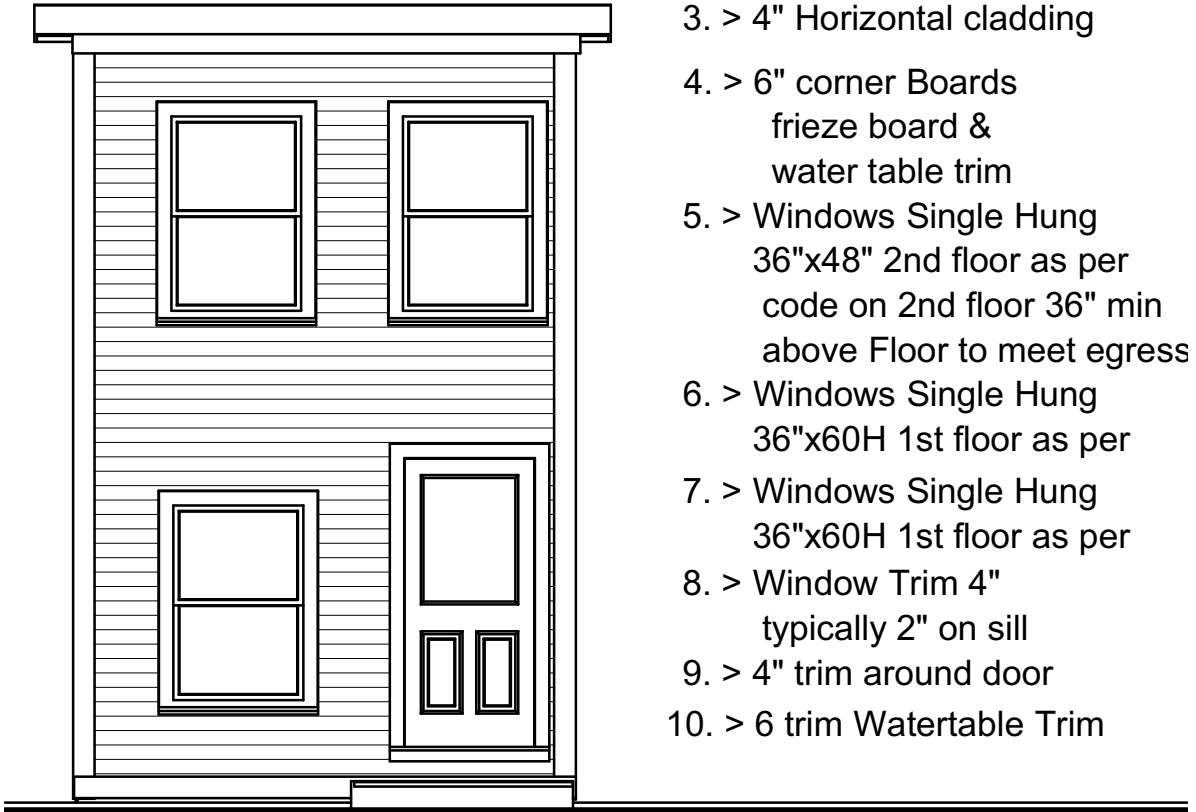 3. > 4" Horizontal cladding
4. > 6" corner Boards
frieze board &
water table trim
5. > Windows Single Hung
36"x48" 2nd floor as per
code on 2nd floor 36" min
above Floor to meet egress
6. > Windows Single Hung
36"x60H 1st floor as per
7. > Windows Single Hung
36"x60H 1st floor as per
8. > Window Trim 4"
typically 2" on sill
9. > 4" trim around door
10. > 6 trim Watertable Trim